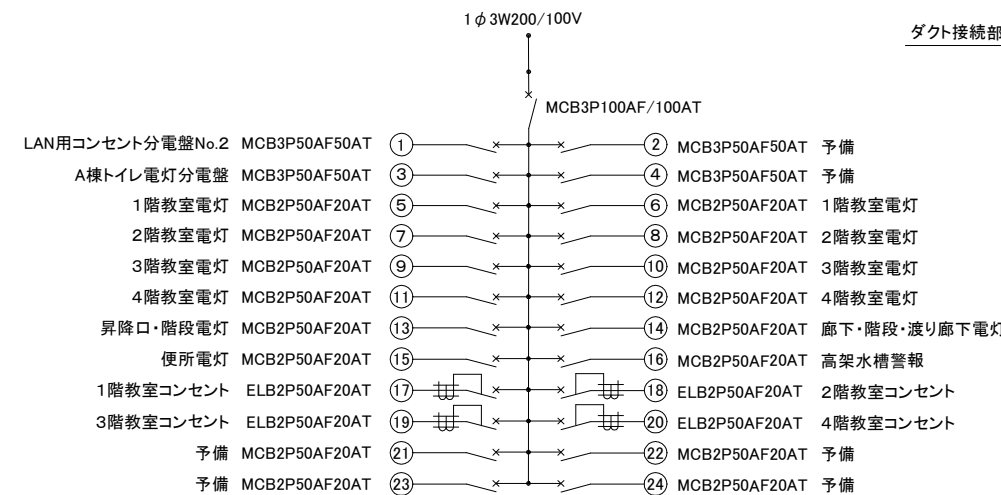 1φ3W200/100V
ダクト接続部
MCB3P100AF/100AT
LAN用コンセント分電盤No.2 MCB3P50AF50AT ① ② MCB3P50AF50AT 予備
A棟トイレ電灯分電盤 MCB3P50AF50AT ③ ④ MCB3P50AF50AT 予備
1階教室電灯 MCB2P50AF20AT ⑤ ⑥ MCB2P50AF20AT 1階教室電灯
2階教室電灯 MCB2P50AF20AT ⑦ ⑧ MCB2P50AF20AT 2階教室電灯
3階教室電灯 MCB2P50AF20AT ⑨ ⑩ MCB2P50AF20AT 3階教室電灯
4階教室電灯 MCB2P50AF20AT ⑪ ⑫ MCB2P50AF20AT 4階教室電灯
昇降口・階段電灯 MCB2P50AF20AT ⑬ ⑭ MCB2P50AF20AT 廊下・階段・渡り廊下電灯
便所電灯 MCB2P50AF20AT ⑮ ⑯ MCB2P50AF20AT 高架水槽警報
1階教室コンセント ELB2P50AF20AT ⑰ ⑱ ELB2P50AF20AT 2階教室コンセント
3階教室コンセント ELB2P50AF20AT ⑲ ⑳ ELB2P50AF20AT 4階教室コンセント
予備 MCB2P50AF20AT ㉑ ㉒ MCB2P50AF20AT 予備
予備 MCB2P50AF20AT ㉓ ㉔ MCB2P50AF20AT 予備